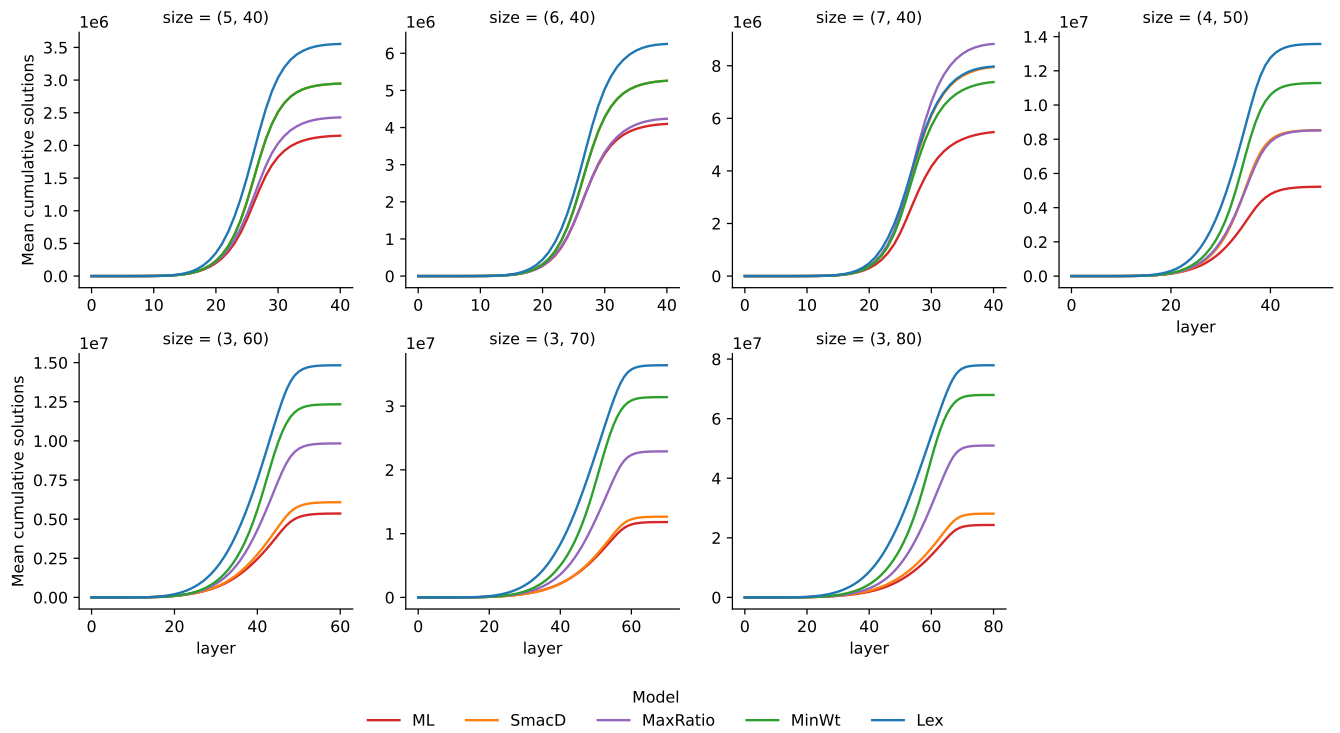 size = (5, 40)
1e6
Mean cumulative solutions
3.5
3.0
2.5
2.0
1.5
1.0
0.5
0.0
0 10 20 30 40
size = (6, 40)
1e6
6
5
4
3
2
1
0
0 10 20 30 40
size = (7, 40)
1e6
8
6
4
2
0
0 10 20 30 40
size = (4, 50)
1e7
1.4
1.2
1.0
0.8
0.6
0.4
0.2
0.0
0 20 40
layer
size = (3, 60)
1e7
Mean cumulative solutions
1.50
1.25
1.00
0.75
0.50
0.25
0.00
0 20 40 60
layer
size = (3, 70)
1e7
3
2
1
0
0 20 40 60
layer
size = (3, 80)
1e7
8
6
4
2
0
0 20 40 60 80
layer
Model
ML SmacD MaxRatio MinWt Lex